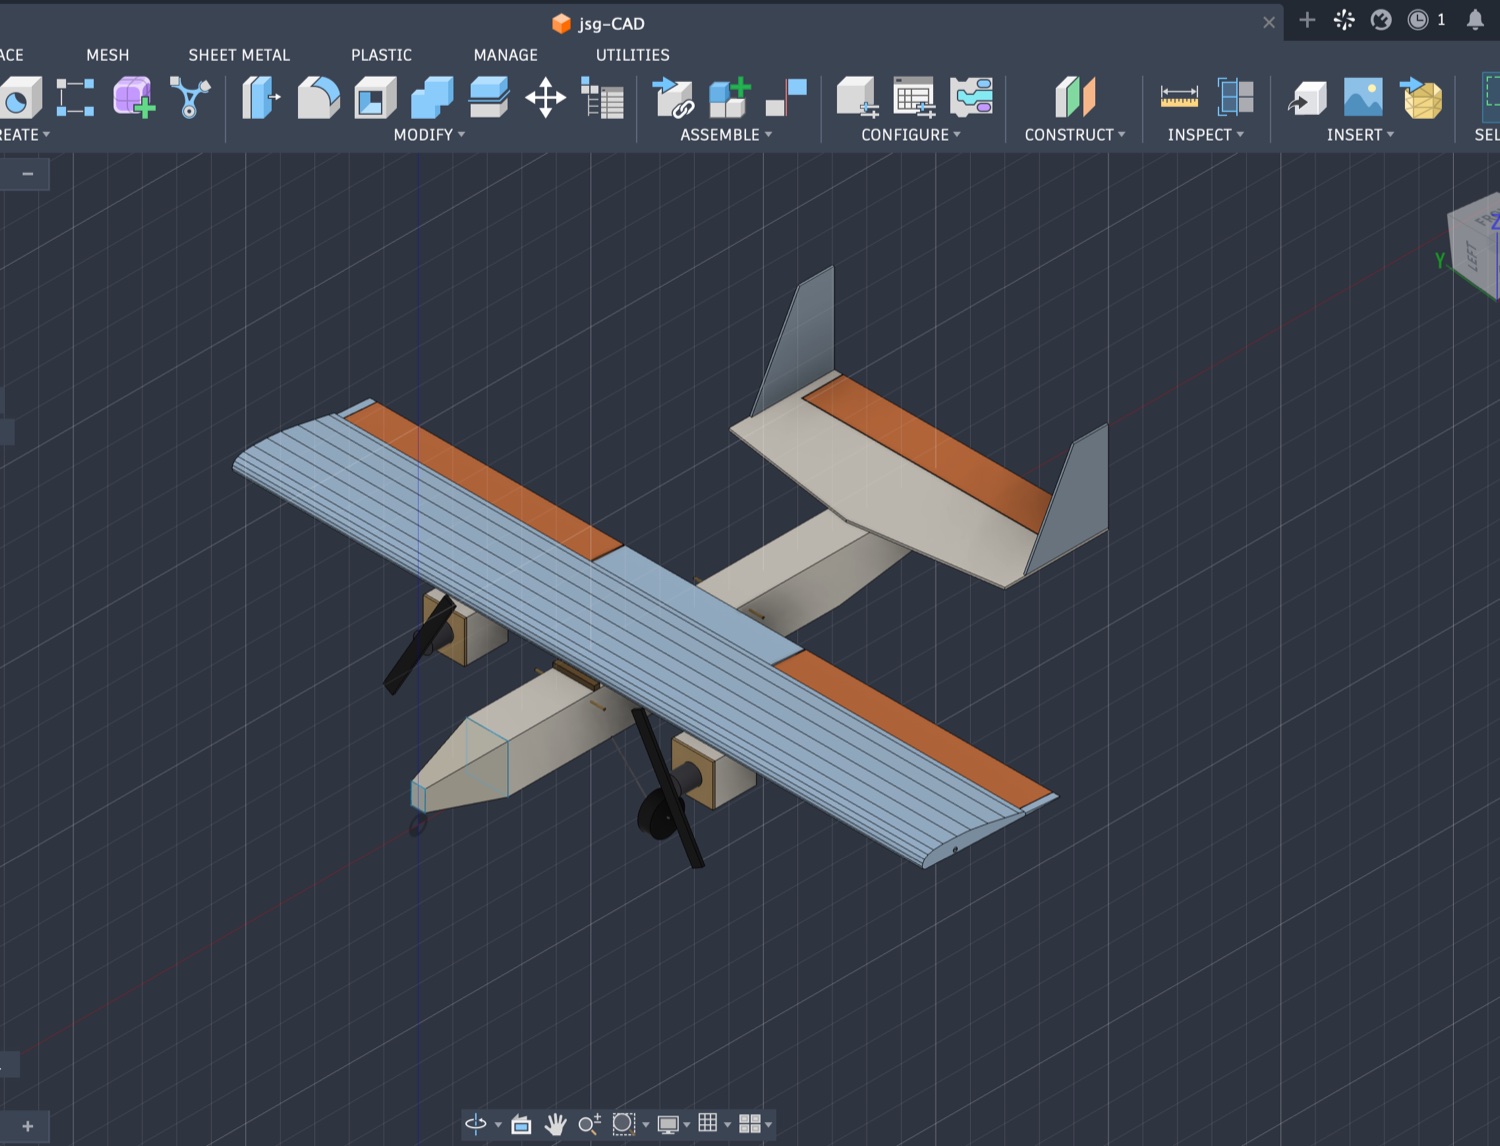 jsg-CAD
1
ACE
MESH
SHEET METAL
PLASTIC
MANAGE
UTILITIES
REATE
MODIFY
ASSEMBLE
CONFIGURE
CONSTRUCT
INSPECT
INSERT
SEL
Z
LEFT
Y